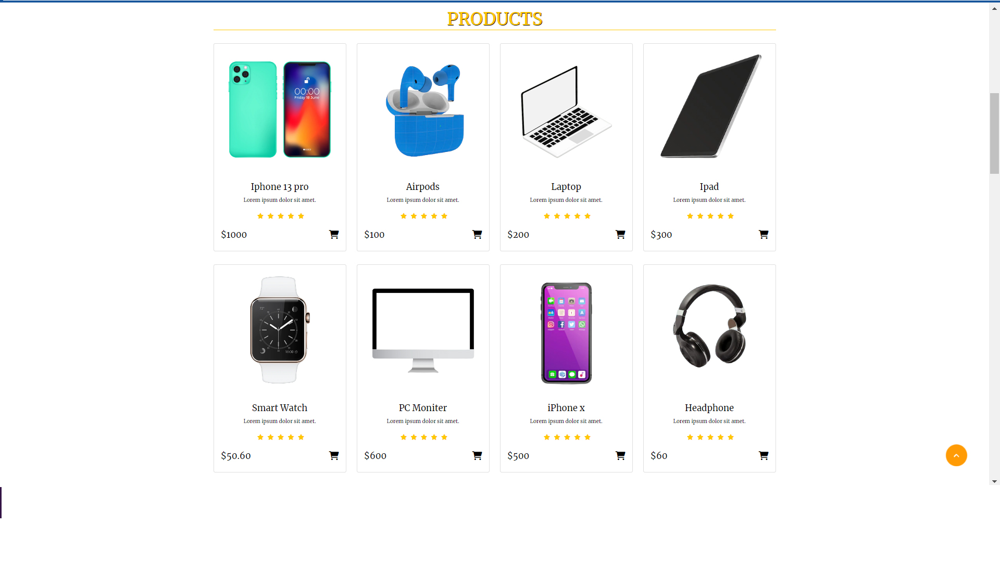 PRODUCTS
00:00
Friday 18 June
Iphone 13 pro
Lorem ipsum dolor sit amet.
$1000
Airpods
Lorem ipsum dolor sit amet.
$100
Laptop
Lorem ipsum dolor sit amet.
$200
Ipad
Lorem ipsum dolor sit amet.
$300
Smart Watch
Lorem ipsum dolor sit amet.
$50.60
PC Moniter
Lorem ipsum dolor sit amet.
$600
iPhone x
Lorem ipsum dolor sit amet.
$500
Headphone
Lorem ipsum dolor sit amet.
$60